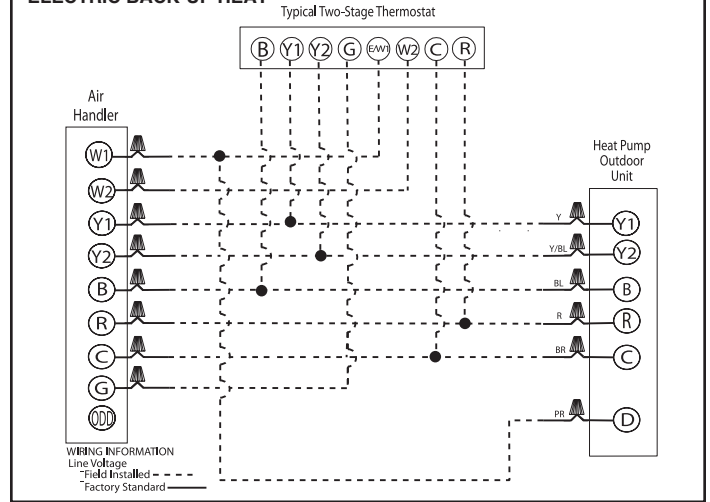 ELECTRIC BACK-UP HEAT
Typical Two-Stage Thermostat
B Y1 Y2 G E/W1 W2 C R
Air
Handler
W1
W2
Y1
Y2
B
R
C
G
ODD
Heat Pump
Outdoor
Unit
Y Y1
Y/BL Y2
BL B
R R
BR C
PR D
WIRING INFORMATION
Line Voltage
-Field Installed
-Factory Standard